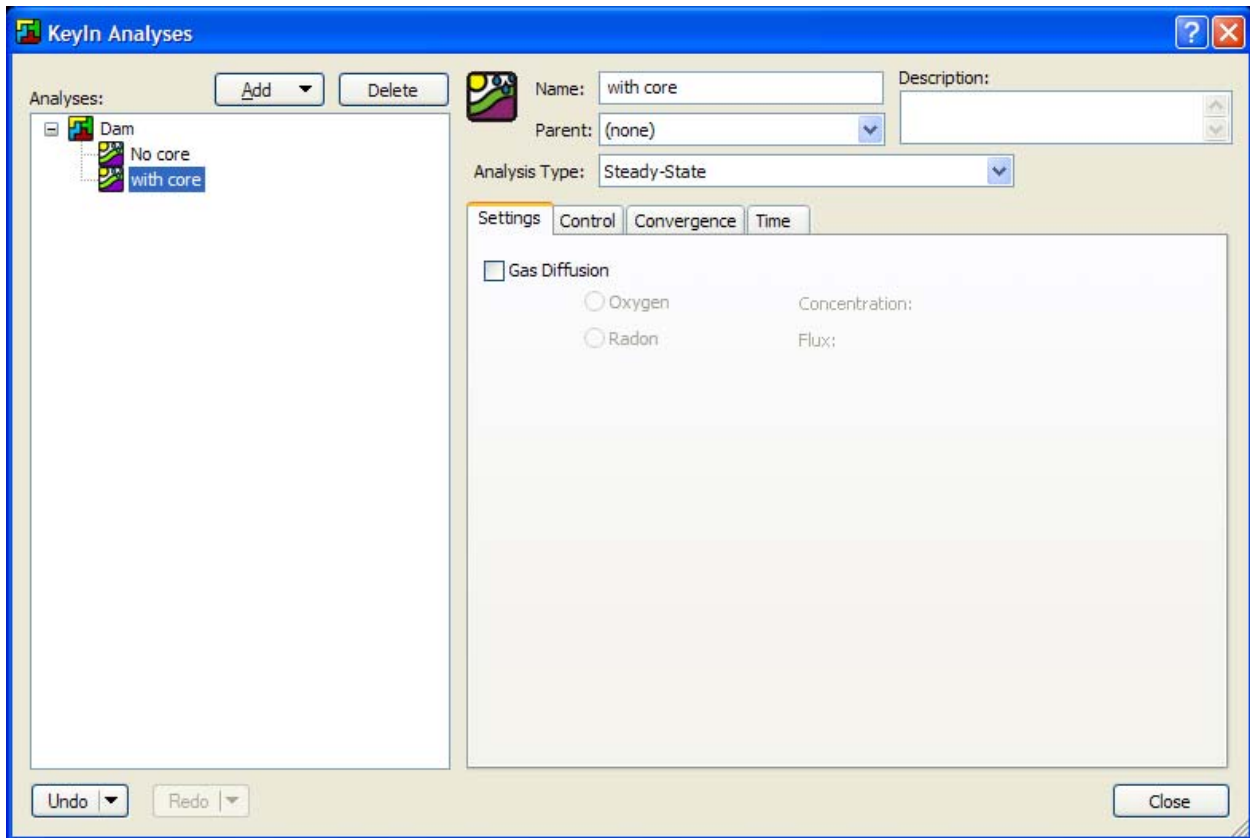 KeyIn Analyses
Analyses:
Add
Delete
Dam
No core
with core
Name: with core
Parent: (none)
Description:
Analysis Type: Steady-State
Settings Control Convergence Time
Gas Diffusion
Oxygen Concentration:
Radon Flux:
Undo Redo Close